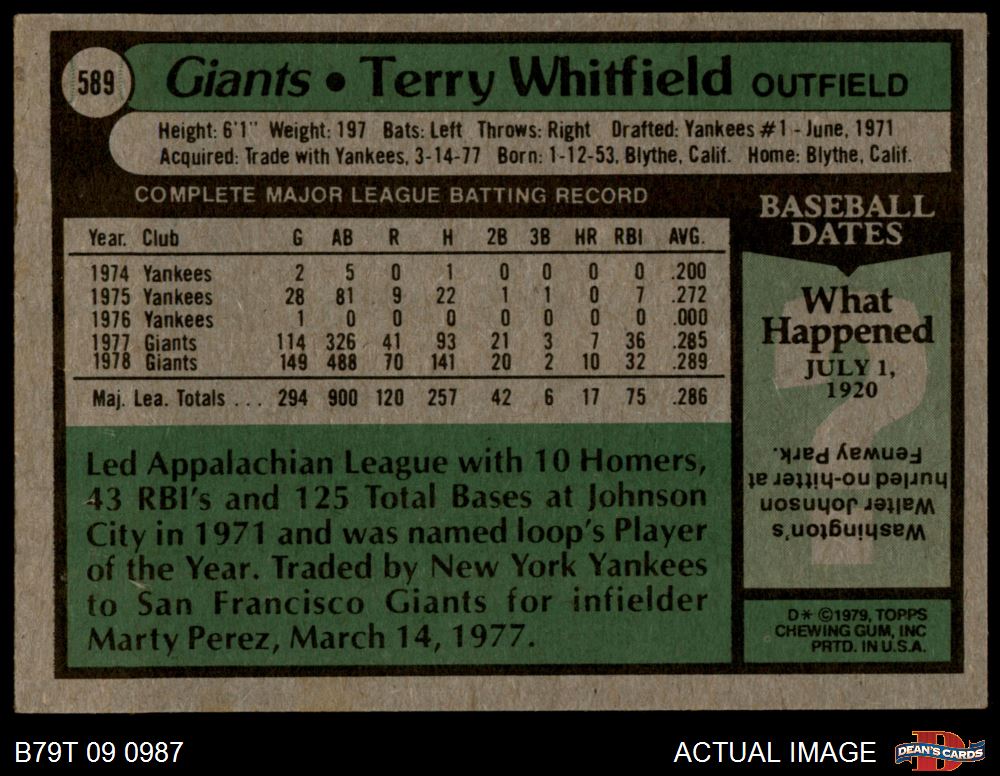 589
Giants • Terry Whitfield OUTFIELD
Height: 6'1" Weight: 197 Bats: Left Throws: Right Drafted: Yankees #1 - June, 1971
Acquired: Trade with Yankees, 3-14-77 Born: 1-12-53, Blythe, Calif. Home: Blythe, Calif.
COMPLETE MAJOR LEAGUE BATTING RECORD
Year. Club G AB R H 2B 3B HR RBI AVG.
1974 Yankees 2 5 0 1 0 0 0 0 .200
1975 Yankees 28 81 9 22 1 1 0 7 .272
1976 Yankees 1 0 0 0 0 0 0 0 .000
1977 Giants 114 326 41 93 21 3 7 36 .285
1978 Giants 149 488 70 141 20 2 10 32 .289
Maj. Lea. Totals ... 294 900 120 257 42 6 17 75 .286
Led Appalachian League with 10 Homers,
43 RBI's and 125 Total Bases at Johnson
City in 1971 and was named loop's Player
of the Year. Traded by New York Yankees
to San Francisco Giants for infielder
Marty Perez, March 14, 1977.
BASEBALL
DATES
What
Happened
JULY 1,
1920
?
Washington's
Walter Johnson
hurled no-hitter at
Fenway Park.
D* ©1979, TOPPS
CHEWING GUM, INC
PRTD. IN U.S.A.
B79T 09 0987
ACTUAL IMAGE
D
DEAN'S CARDS